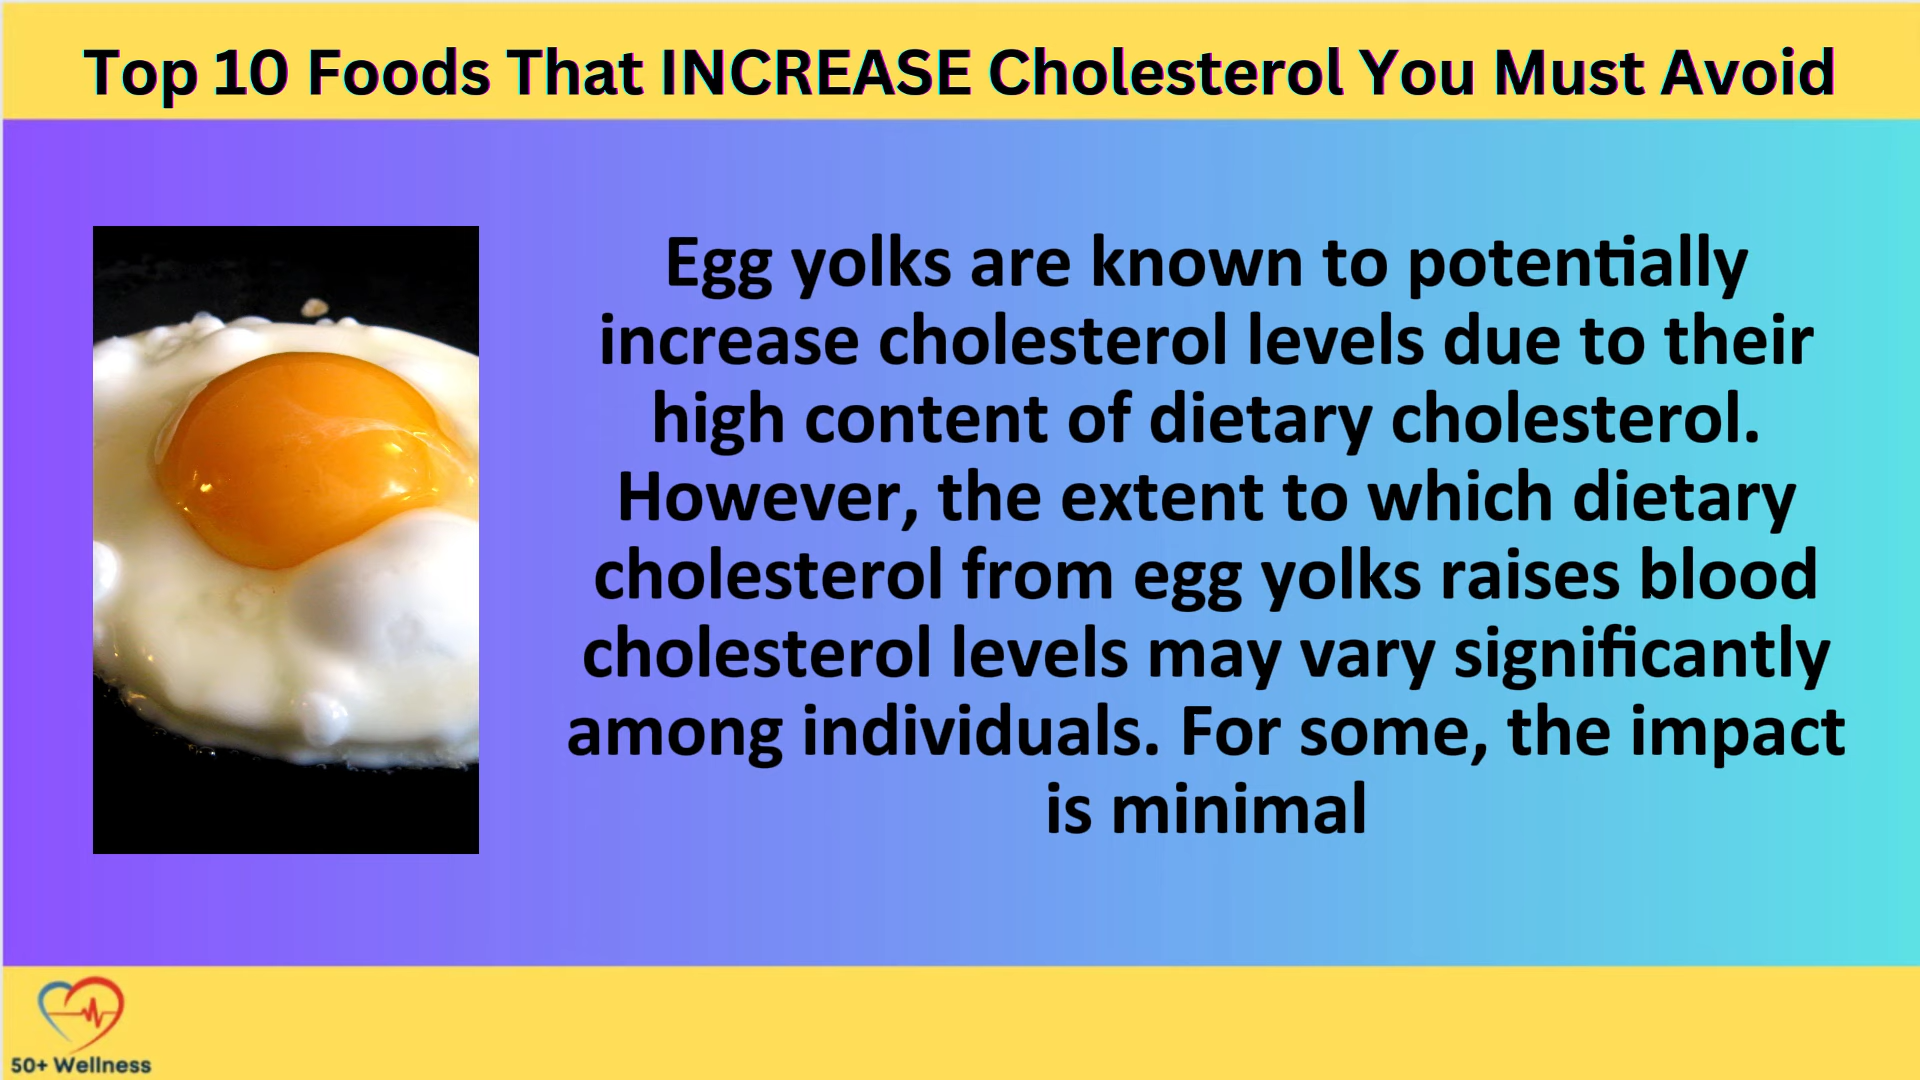 Top 10 Foods That INCREASE Cholesterol You Must Avoid
Egg yolks are known to potentially
increase cholesterol levels due to their
high content of dietary cholesterol.
However, the extent to which dietary
cholesterol from egg yolks raises blood
cholesterol levels may vary significantly
among individuals. For some, the impact
is minimal
50+ Wellness